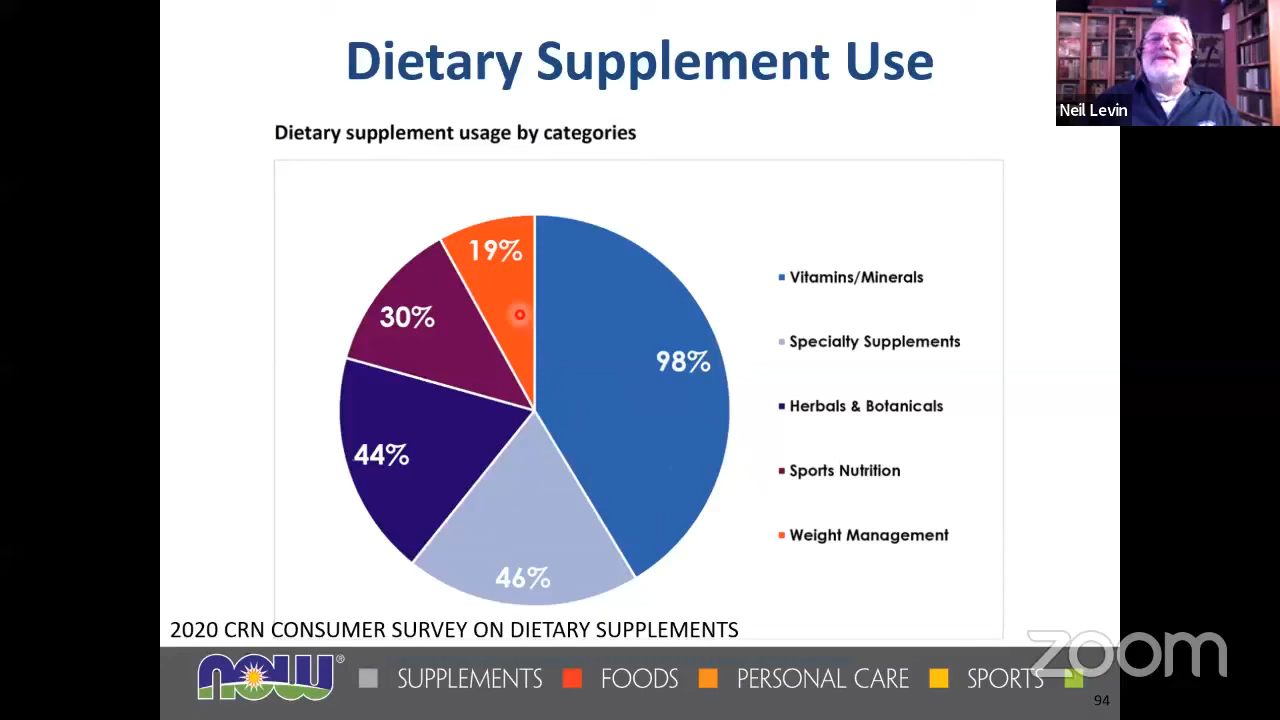 Dietary Supplement Use
Neil Levin
Dietary supplement usage by categories
19%
30%
98%
44%
46%
Vitamins/Minerals
Specialty Supplements
Herbals & Botanicals
Sports Nutrition
Weight Management
2020 CRN CONSUMER SURVEY ON DIETARY SUPPLEMENTS
NOW® SUPPLEMENTS FOODS PERSONAL CARE SPORTS
zoom
94